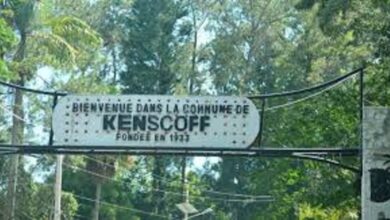 BIENVENUE DANS LA COMMUNE DE
KENSCOFF
FONDÉE EN 1933